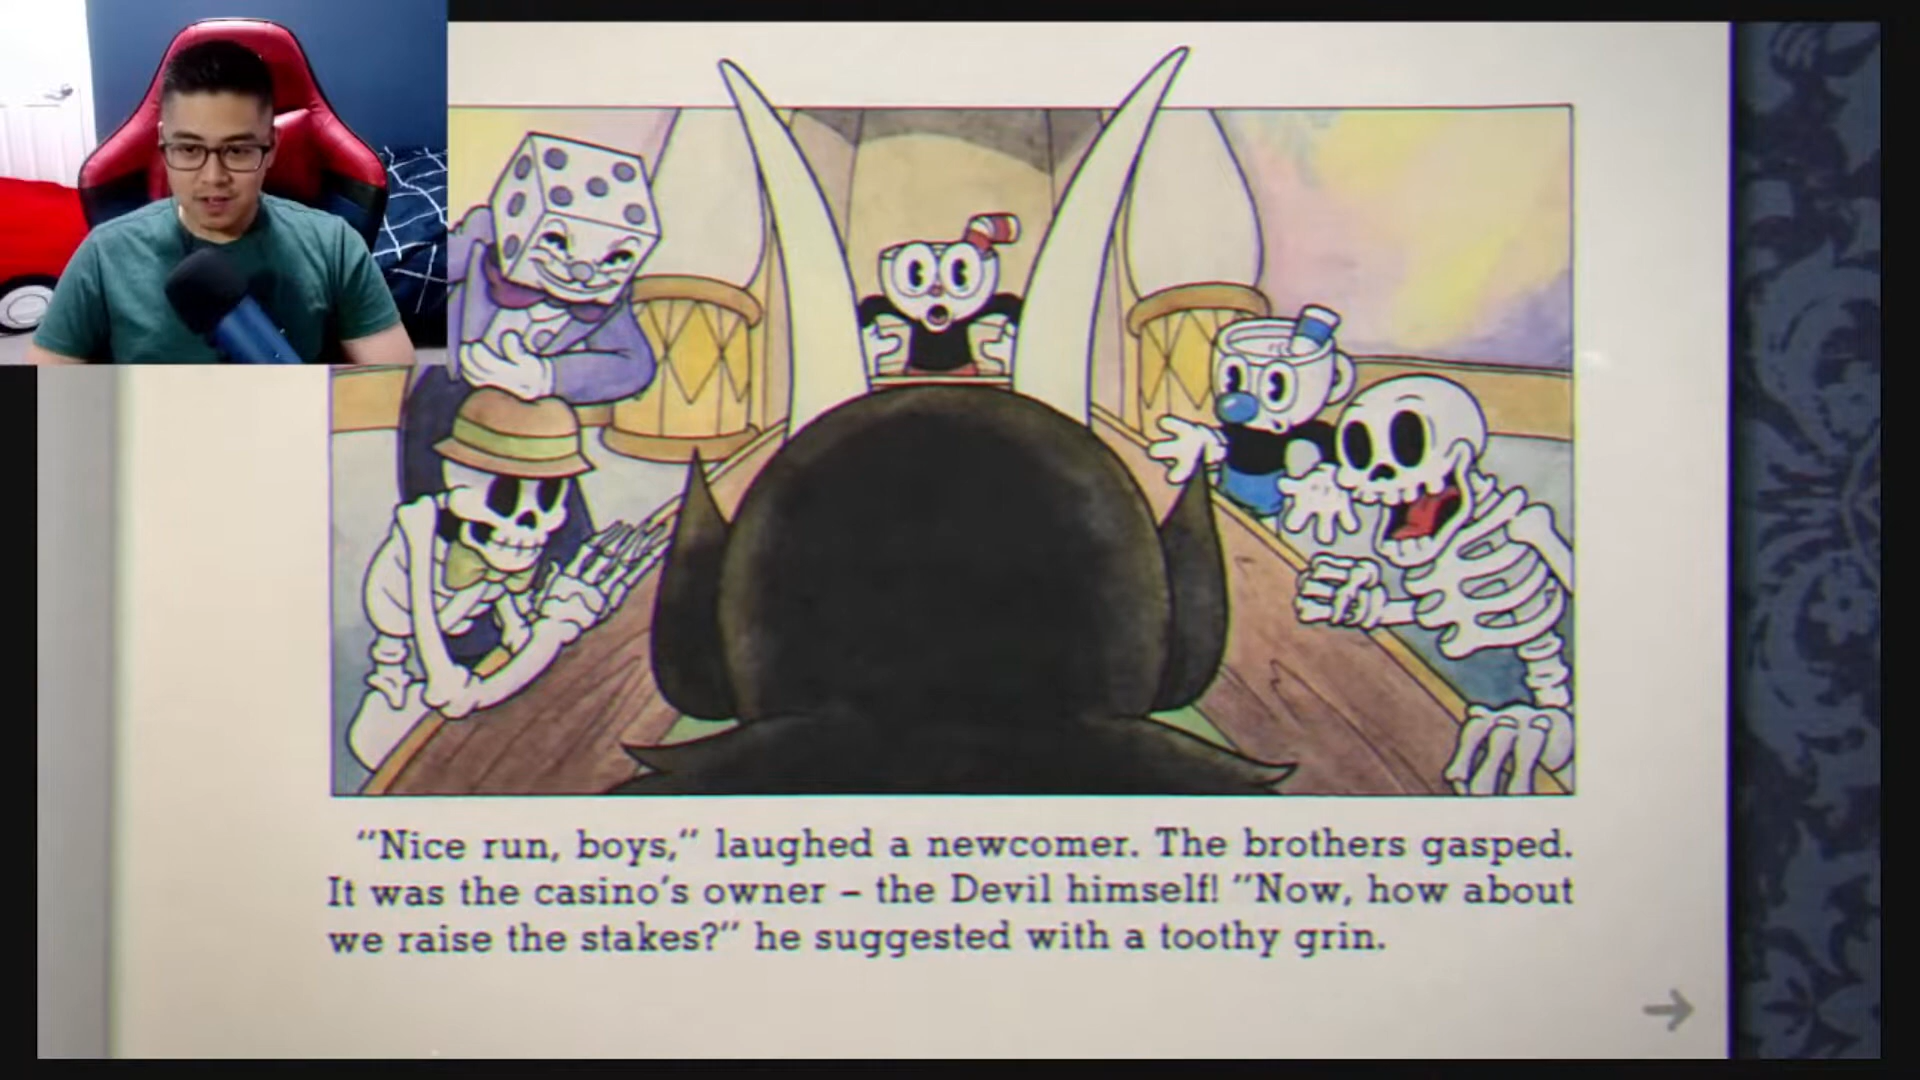 “Nice run, boys,“ laughed a newcomer. The brothers gasped.
It was the casino’s owner – the Devil himself! “Now, how about
we raise the stakes?” he suggested with a toothy grin.